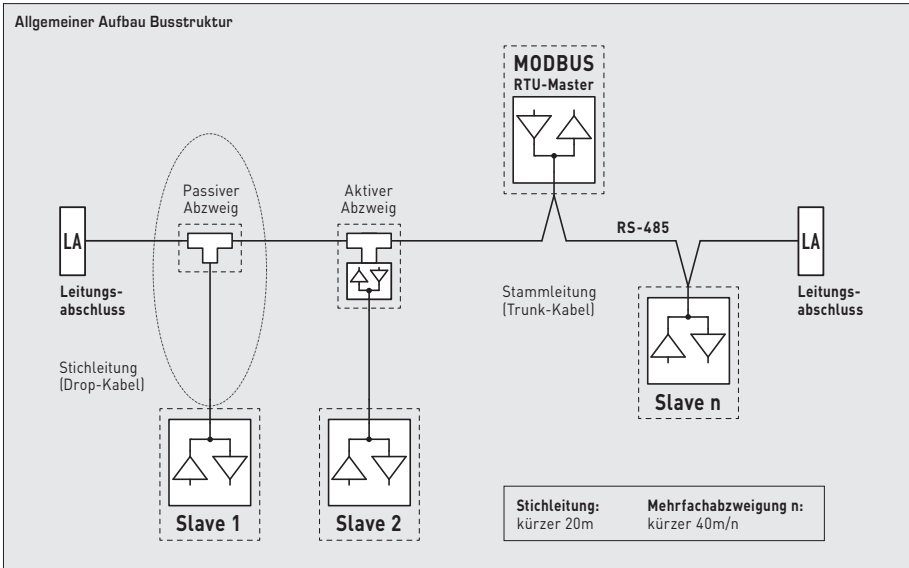 Allgemeiner Aufbau Busstruktur
MODBUS
RTU-Master
Passiver
Abzweig
Aktiver
Abzweig
LA
RS-485
LA
Leitungs-
abschluss
Stammleitung
(Trunk-Kabel)
Leitungs-
abschluss
Stichleitung
(Drop-Kabel)
Slave n
Slave 1
Slave 2
Stichleitung:
kürzer 20m
Mehrfachabzweigung n:
kürzer 40m/n